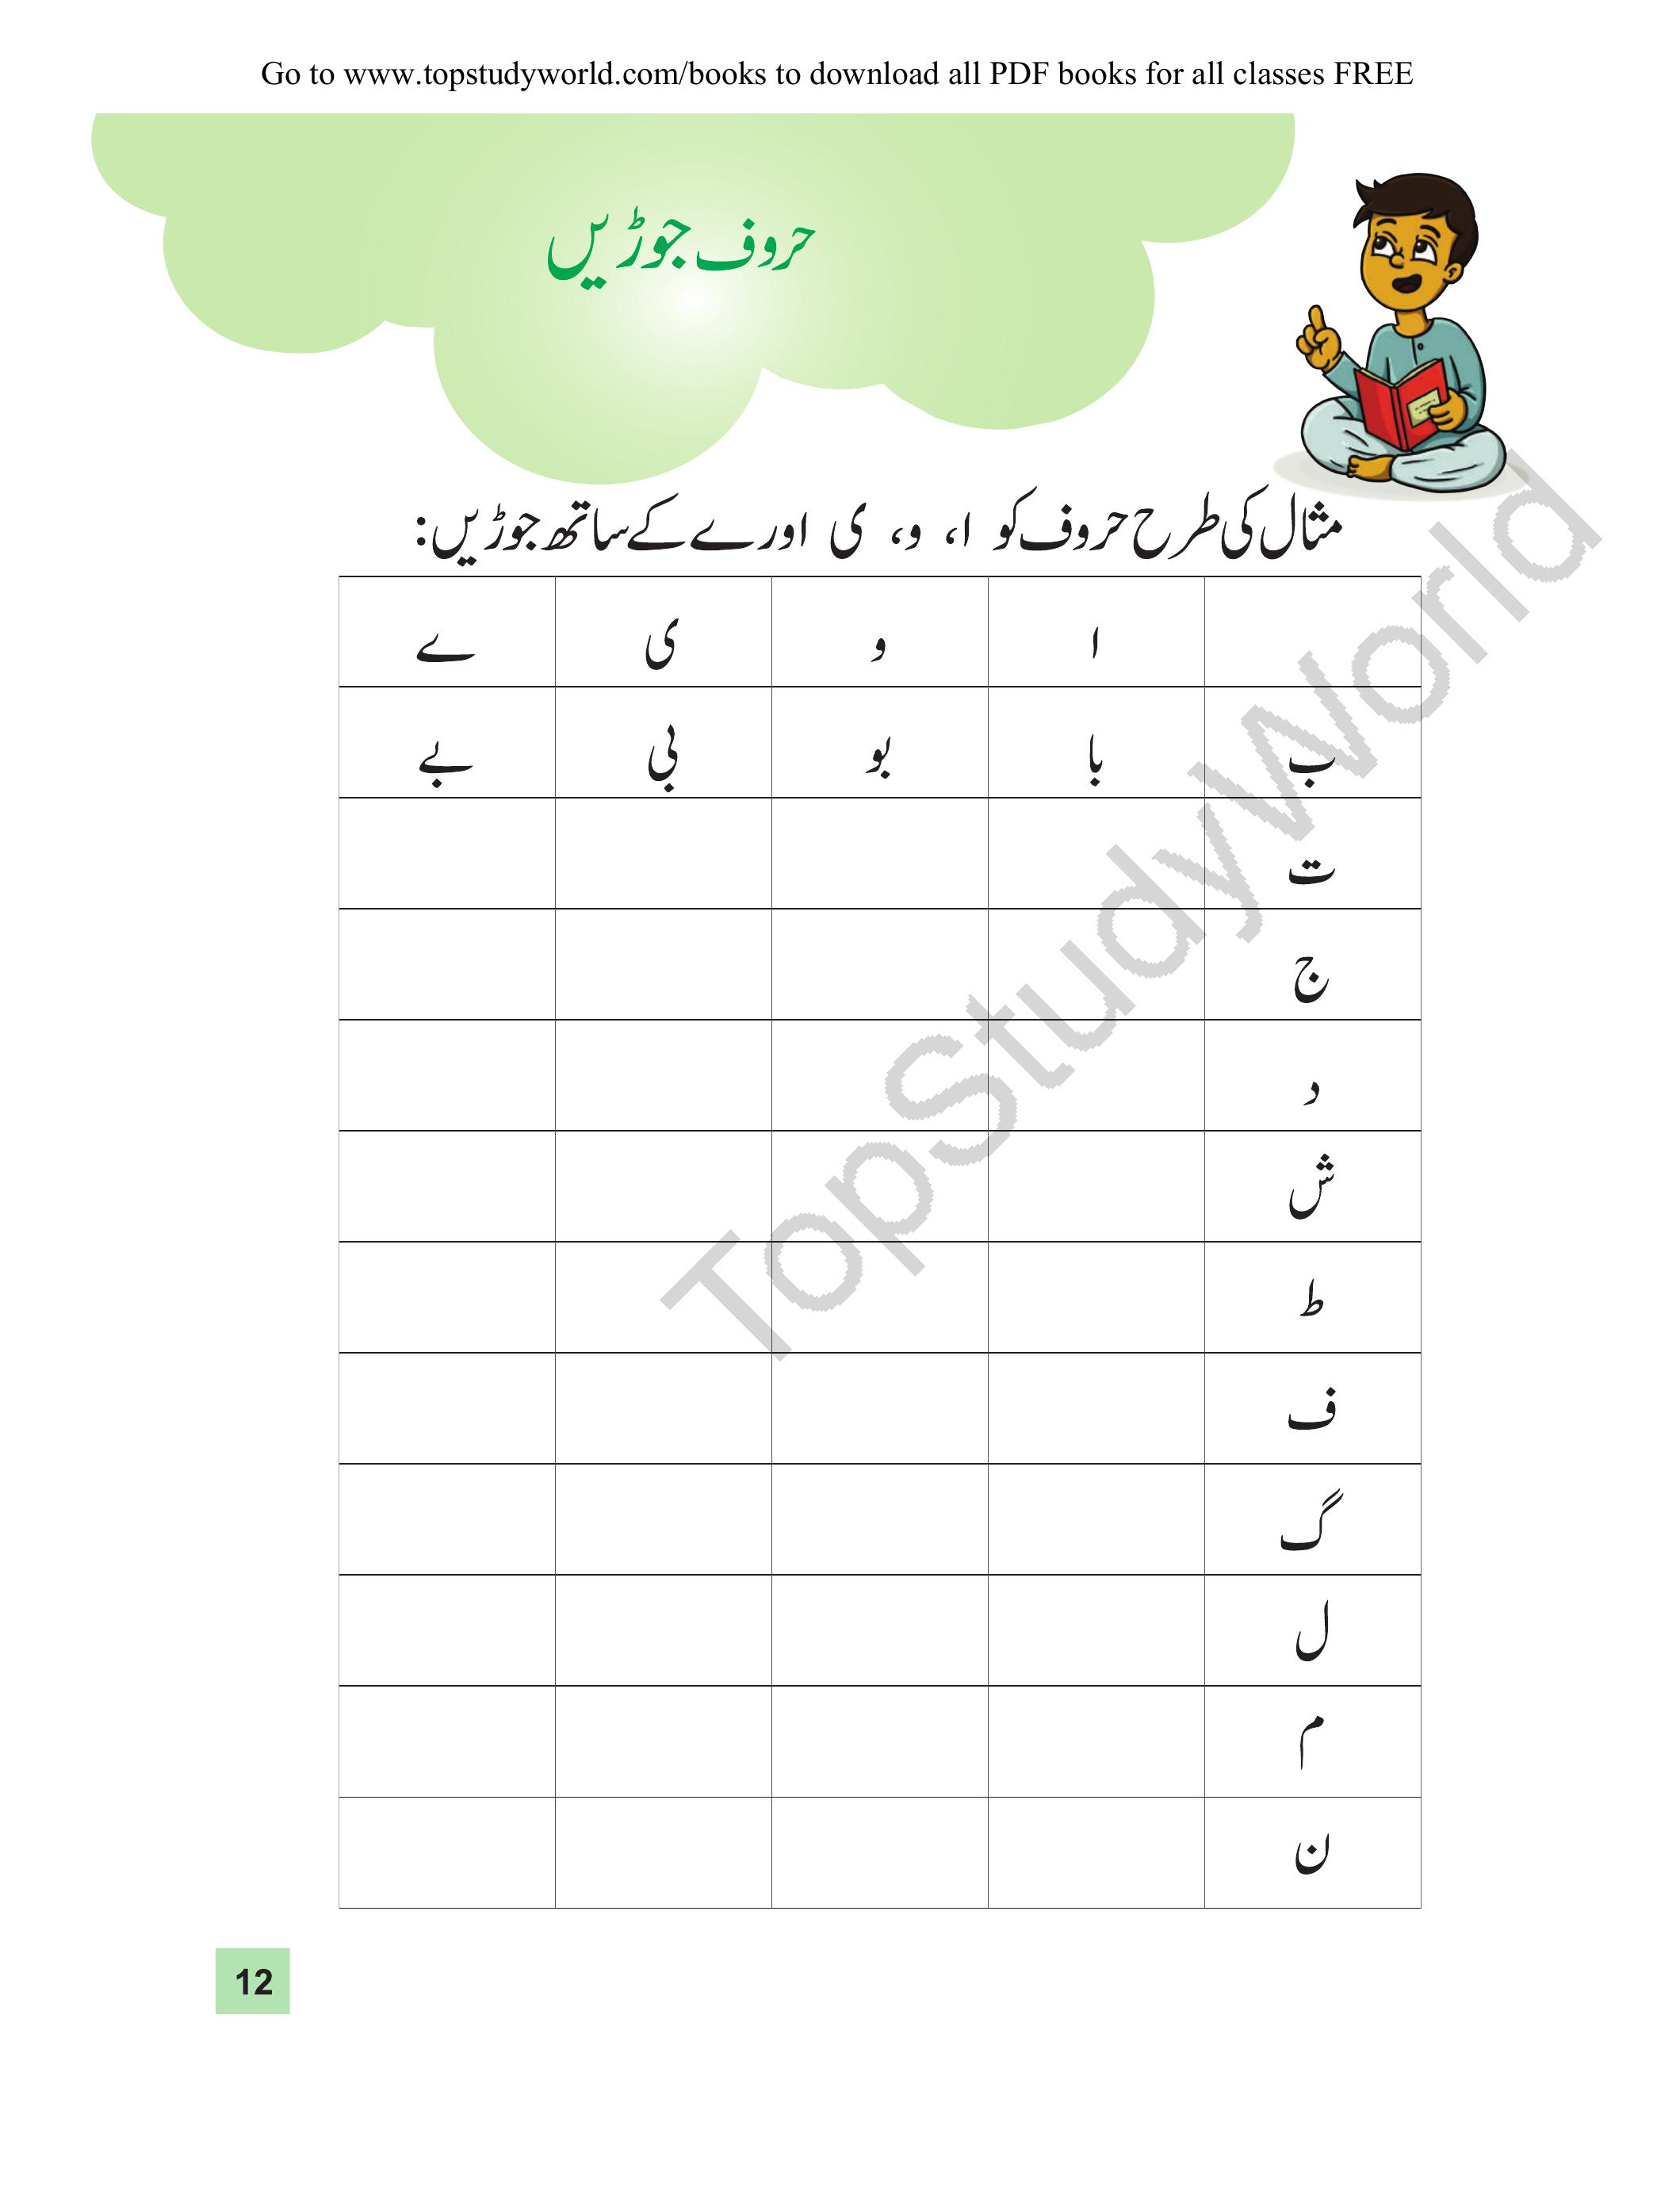 Go to www.topstudyworld.com/books to download all PDF books for all classes FREE
حروف جوڑیں
مثال کی طرح حروف کو ا، و، ی اور ے کے ساتھ جوڑیں:
ا و ی ے
ب با بو بی بے
ت
ج
د
ش
ط
ف
گ
ل
م
ن
TopStudyWorld
12